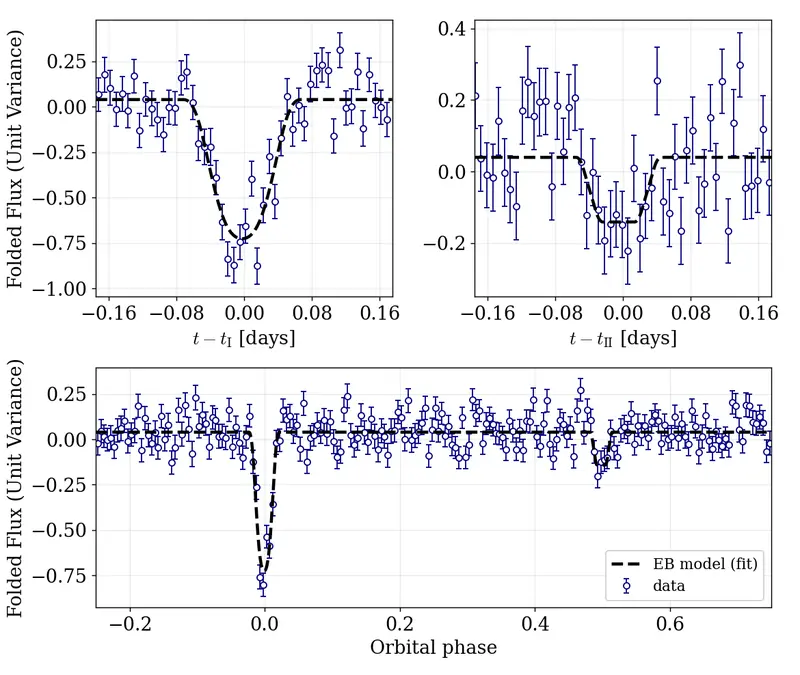 Folded Flux (Unit Variance)
0.25
0.00
−0.25
−0.50
−0.75
−1.00
−0.16 −0.08 0.00 0.08 0.16
t − t_I [days]
0.4
0.2
0.0
−0.2
−0.16 −0.08 0.00 0.08 0.16
t − t_II [days]
Folded Flux (Unit Variance)
0.25
0.00
−0.25
−0.50
−0.75
−0.2 0.0 0.2 0.4 0.6
Orbital phase
EB model (fit)
data